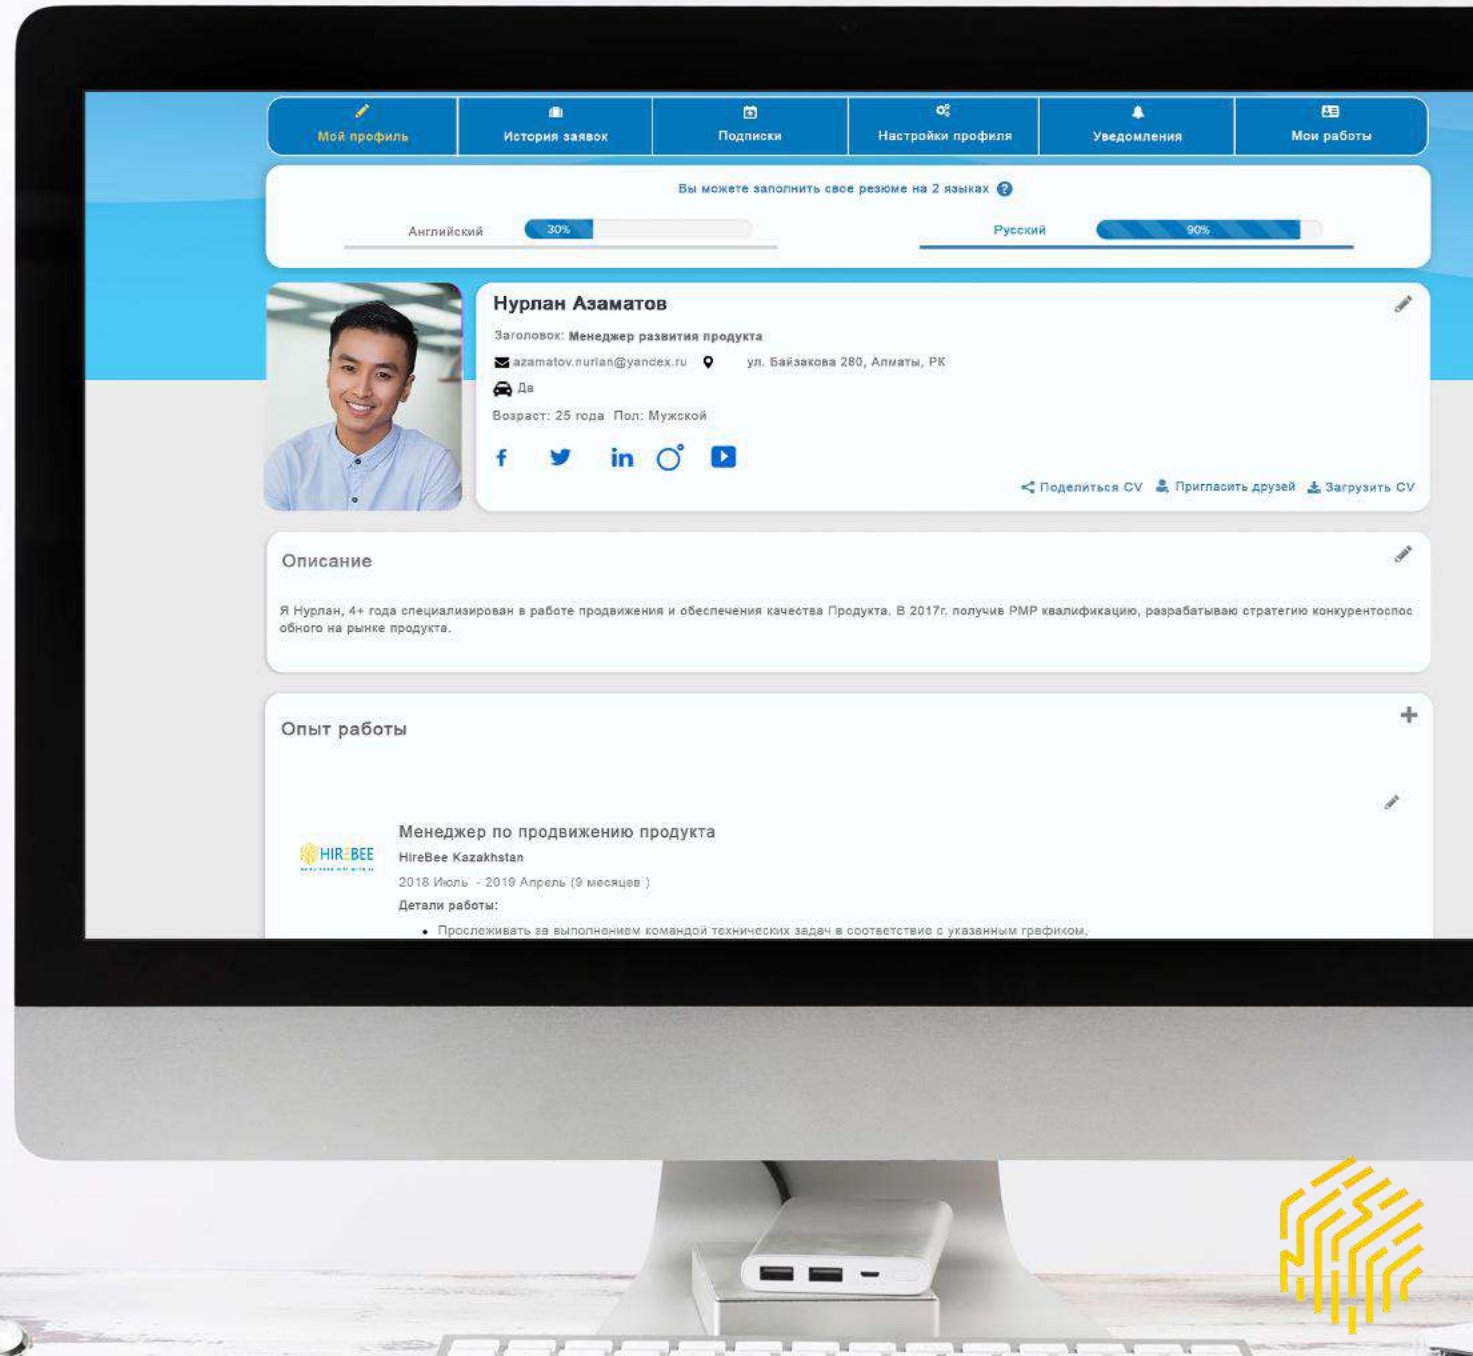 Мой профиль
История заявок
Подписки
Настройки профиля
Уведомления
Мои работы
Вы можете заполнить свое резюме на 2 языках ?
Английский 30%
Русский 90%
Нурлан Азаматов
Заголовок: Менеджер развития продукта
azamatov.nurlan@yandex.ru ул. Байзакова 280, Алматы, РК
Да
Возраст: 25 года Пол: Мужской
f in
Поделиться CV Пригласить друзей Загрузить CV
Описание
Я Нурлан, 4+ года специализирован в работе продвижения и обеспечения качества Продукта. В 2017г. получив PMP квалификацию, разрабатываю стратегию конкурентоспос
обного на рынке продукта.
Опыт работы
Менеджер по продвижению продукта
HIREBEE
HireBee Kazakhstan
2018 Июль - 2019 Апрель (9 месяцев )
Детали работы:
• Прослеживать за выполнением командой технических задач в соответствие с указанным графиком,